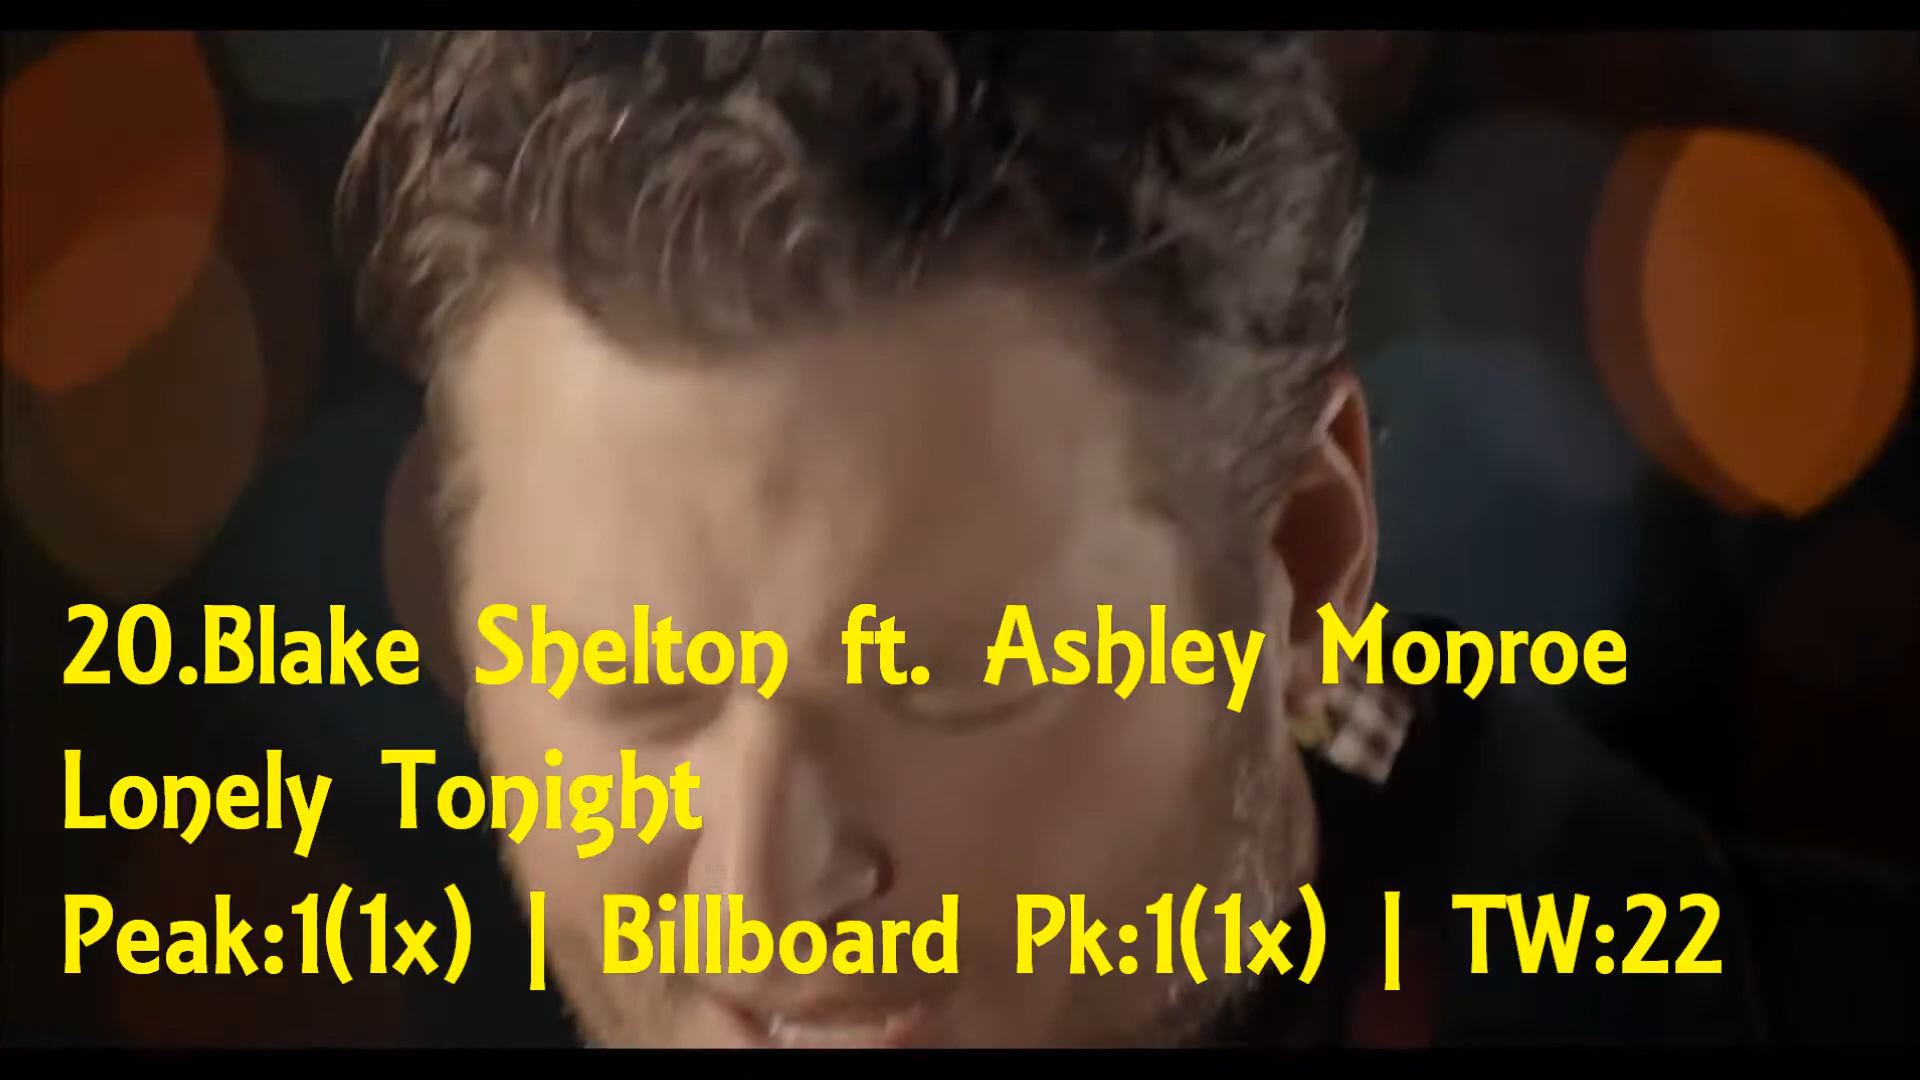 20.Blake Shelton ft. Ashley Monroe
Lonely Tonight
Peak:1(1x) | Billboard Pk:1(1x) | TW:22